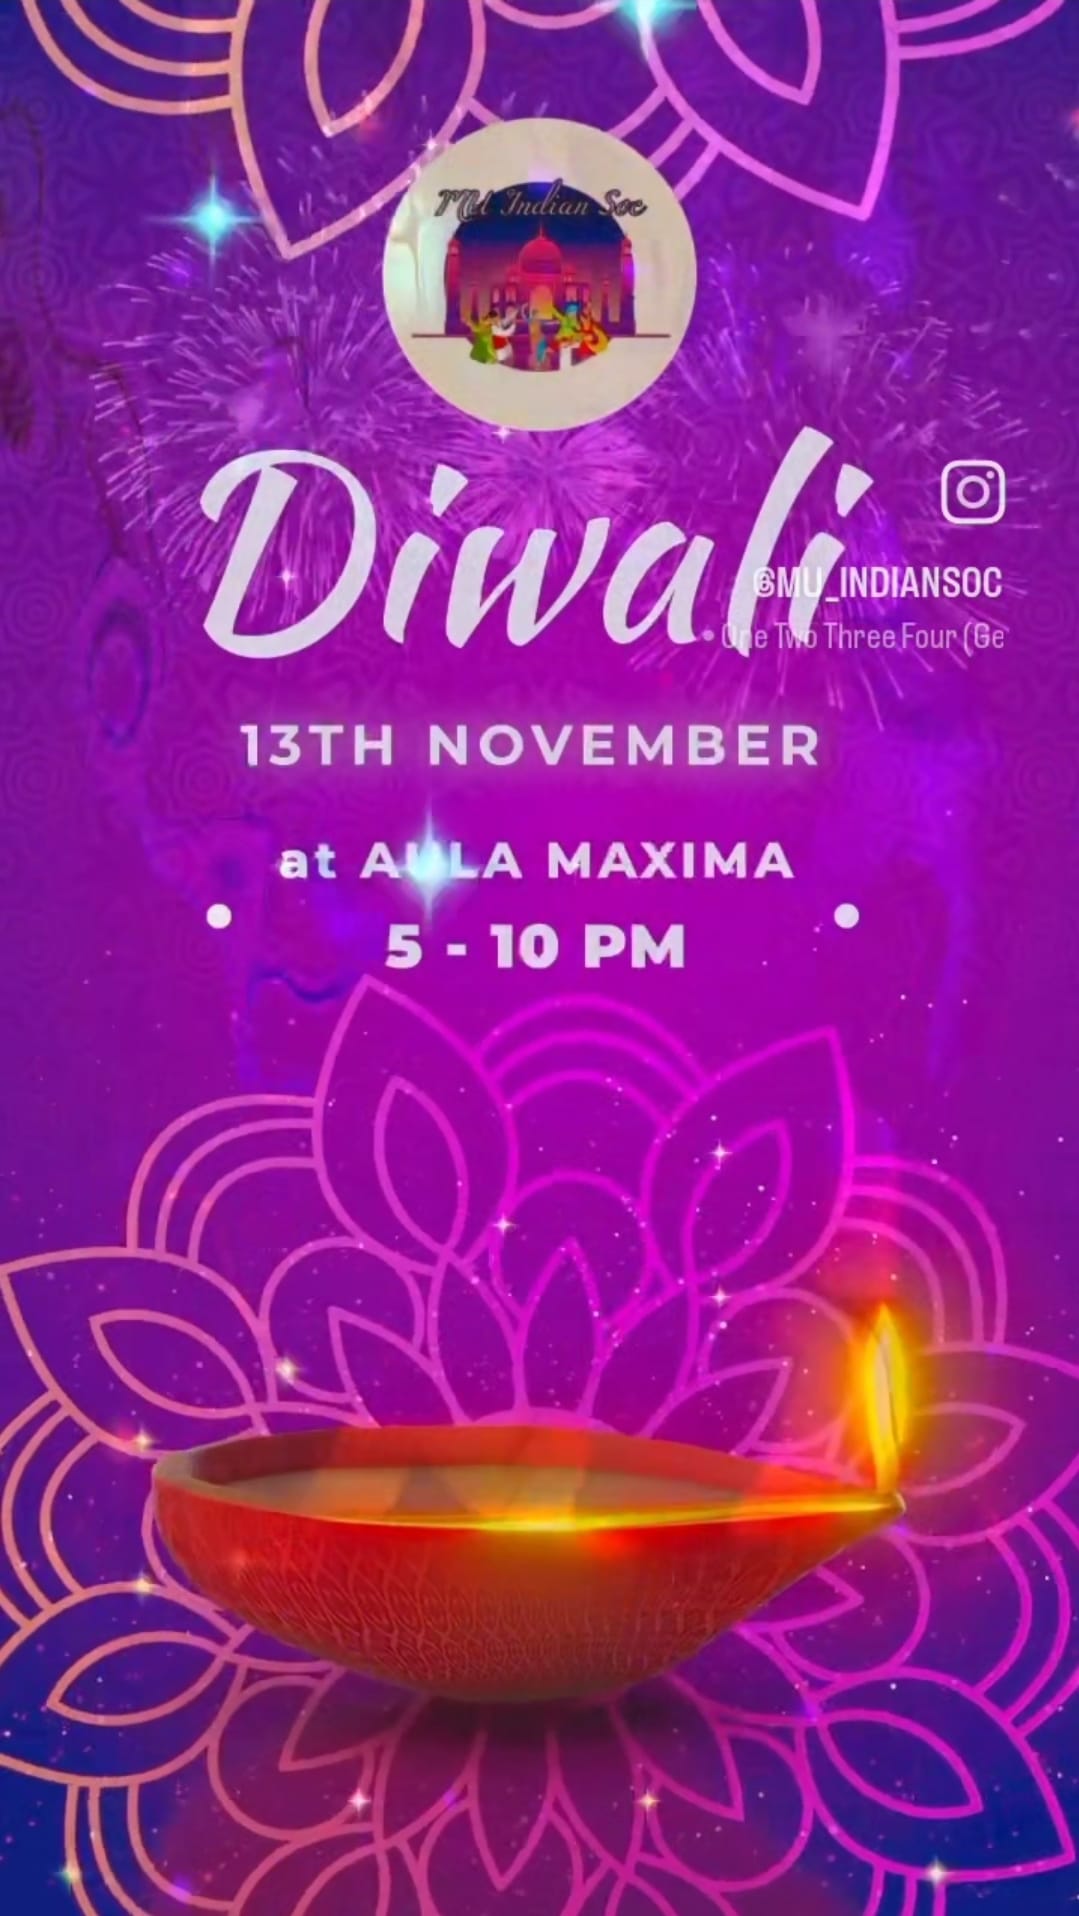 MU Indian Soc
Diwali
@MU_INDIANSOC
One Two Three Four (Ge
13TH NOVEMBER
at AULA MAXIMA
5 - 10 PM